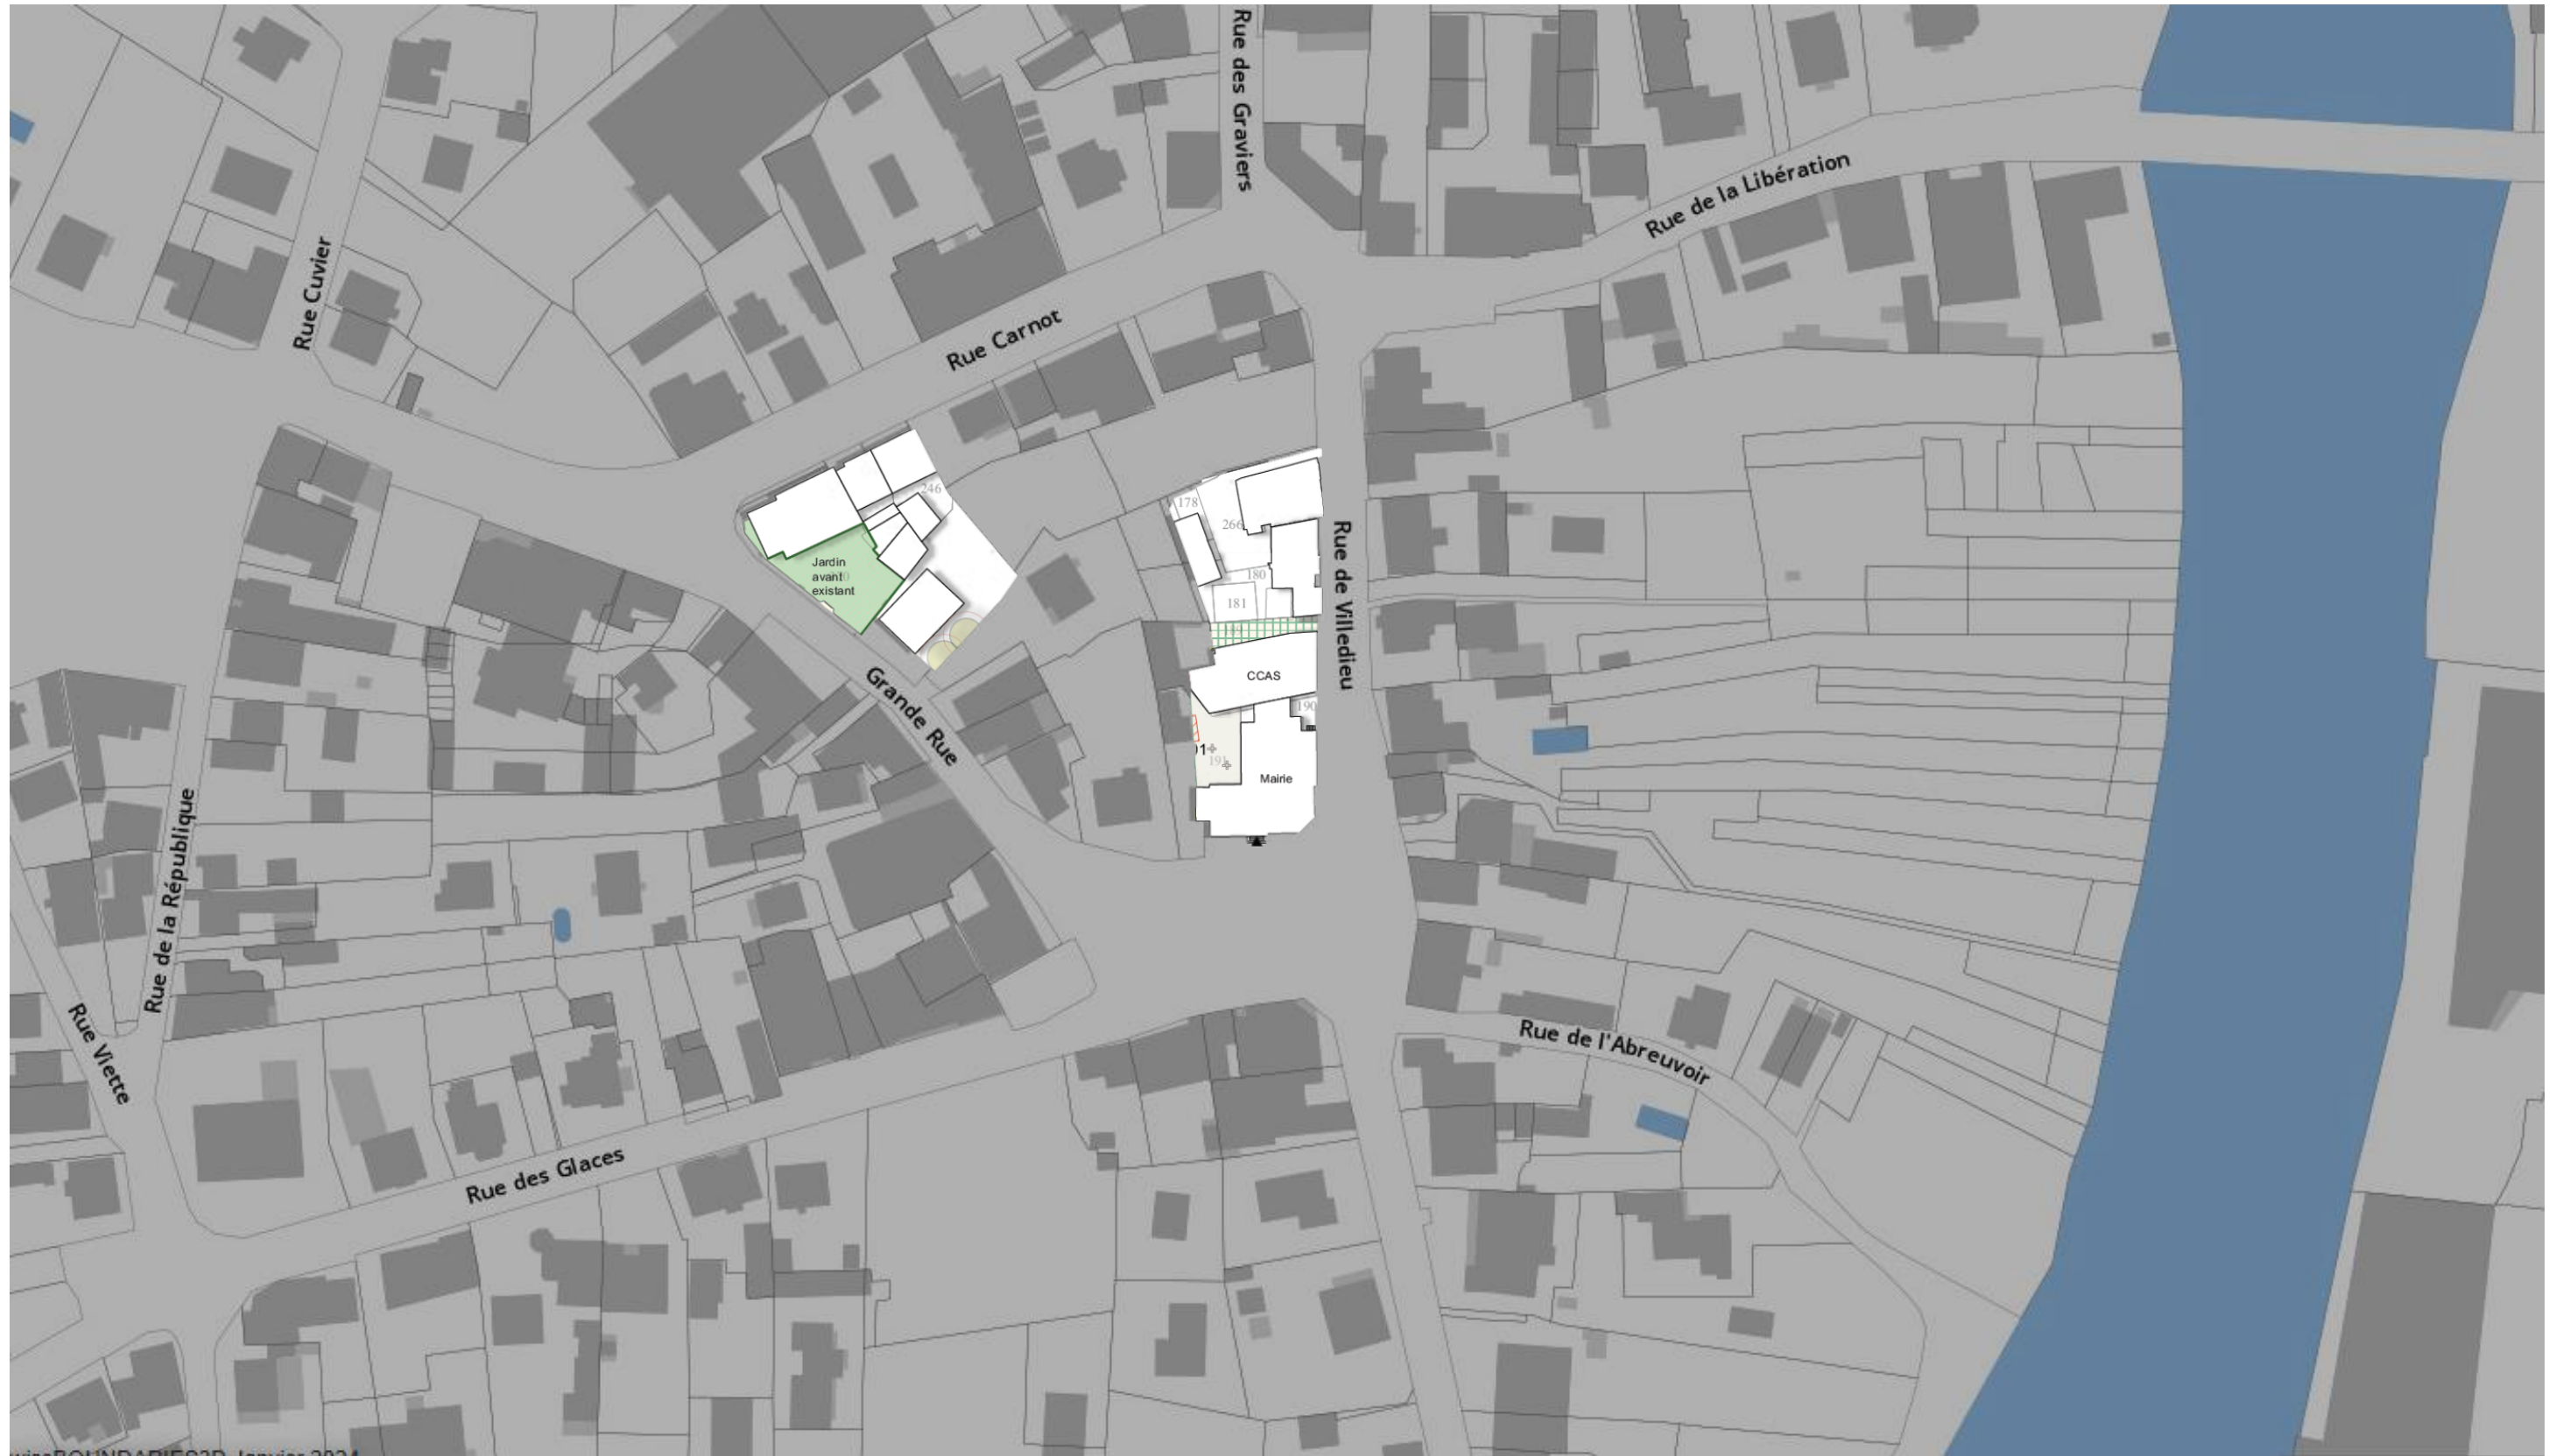 Rue des Graviers
Rue de la Libération
Rue Cuvier
Rue Carnot
246
178
266
Jardin
avant
existant
180
181
Rue de Villedieu
CCAS
Grande Rue
190
191
Mairie
Rue de la République
Rue Viette
Rue de l'Abreuvoir
Rue des Glaces